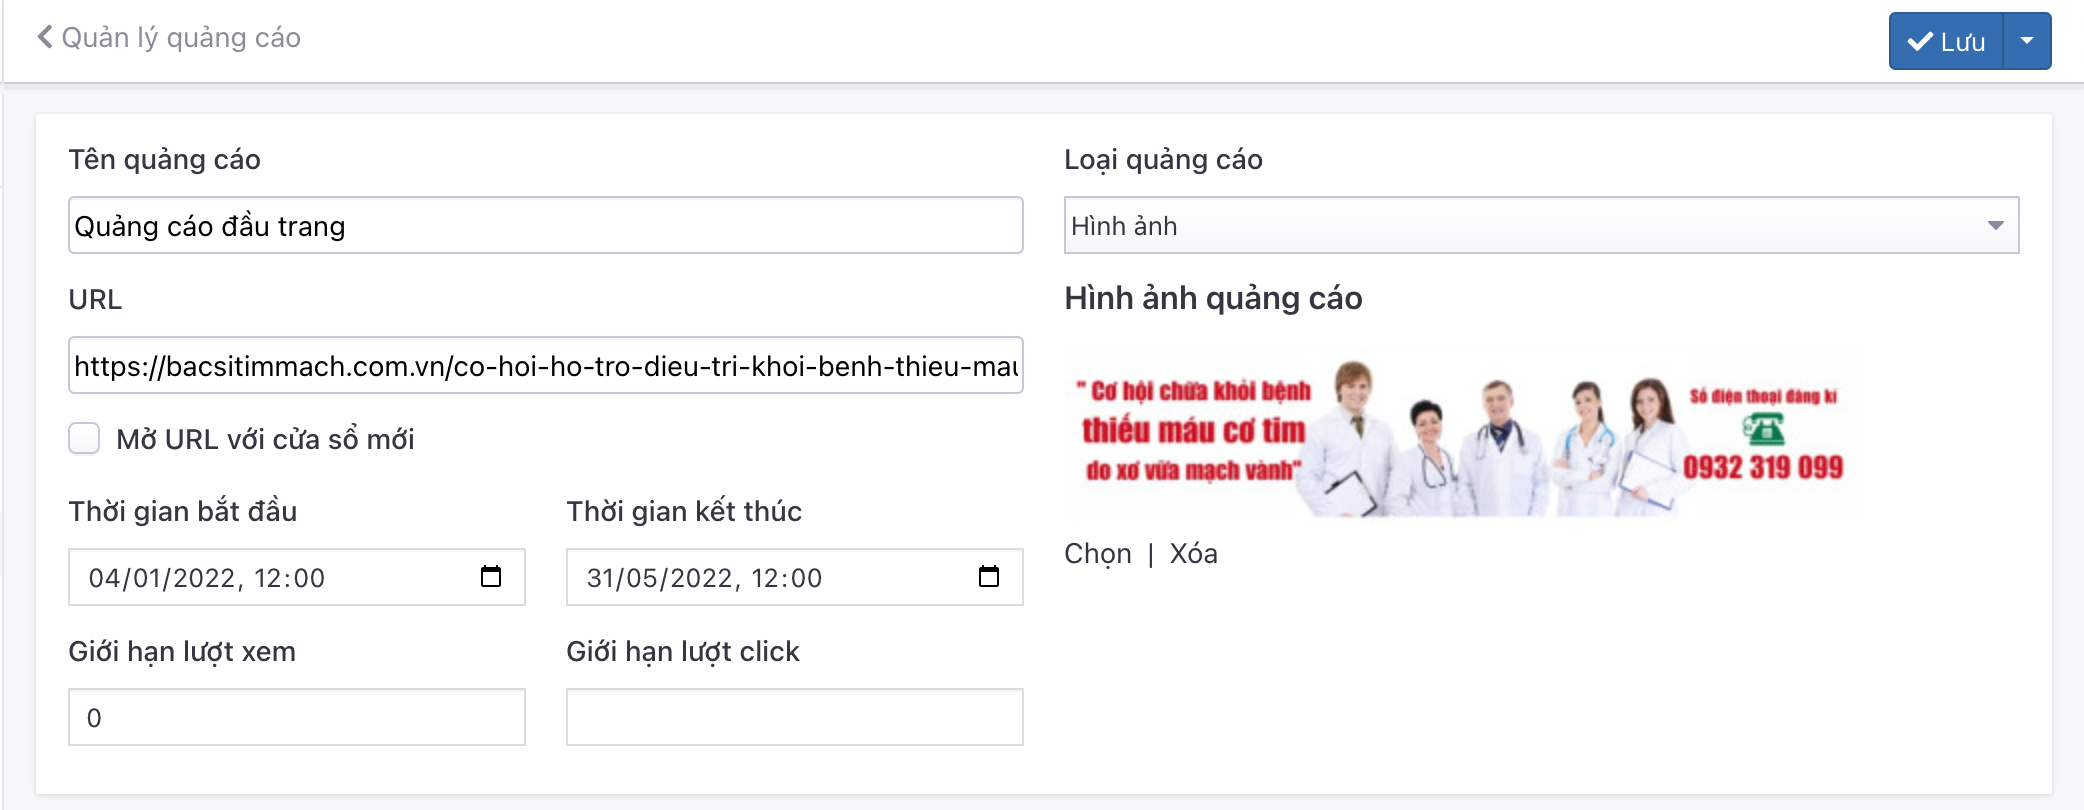 Quản lý quảng cáo
Lưu
Tên quảng cáo
Quảng cáo đầu trang
URL
https://bacsitimmach.com.vn/co-hoi-ho-tro-dieu-tri-khoi-benh-thieu-mau
Mở URL với cửa sổ mới
Thời gian bắt đầu
Thời gian kết thúc
04/01/2022, 12:00
31/05/2022, 12:00
Giới hạn lượt xem
Giới hạn lượt click
0
Loại quảng cáo
Hình ảnh
Hình ảnh quảng cáo
" Cơ hội chữa khỏi bệnh
thiếu máu cơ tim
do xơ vữa mạch vành"
Số điện thoại đăng kí
0932 319 099
Chọn | Xóa